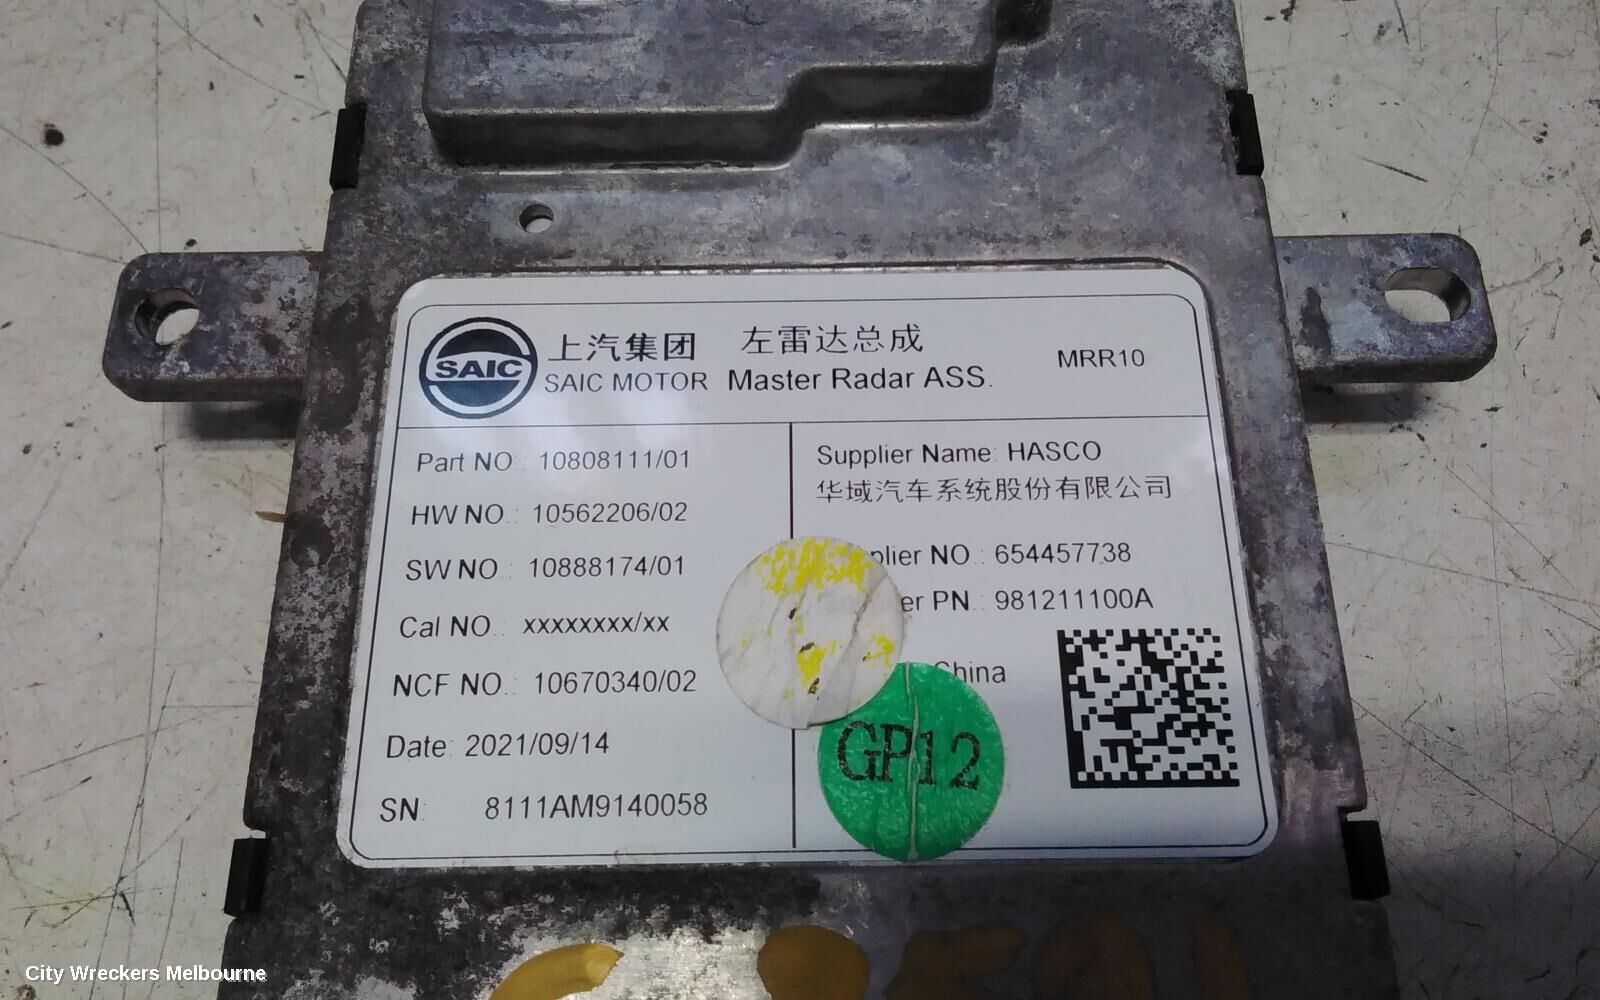 SAIC
上汽集团 左雷达总成
SAIC MOTOR Master Radar ASS.
MRR10
Part NO.: 10808111/01
HW NO.: 10562206/02
SW NO.: 10888174/01
Cal NO.: xxxxxxxx/xx
NCF NO.: 10670340/02
Date: 2021/09/14
SN: 8111AM9140058
Supplier Name: HASCO
华域汽车系统股份有限公司
plier NO.: 654457738
er PN.: 981211100A
China
GP12
City Wreckers Melbourne